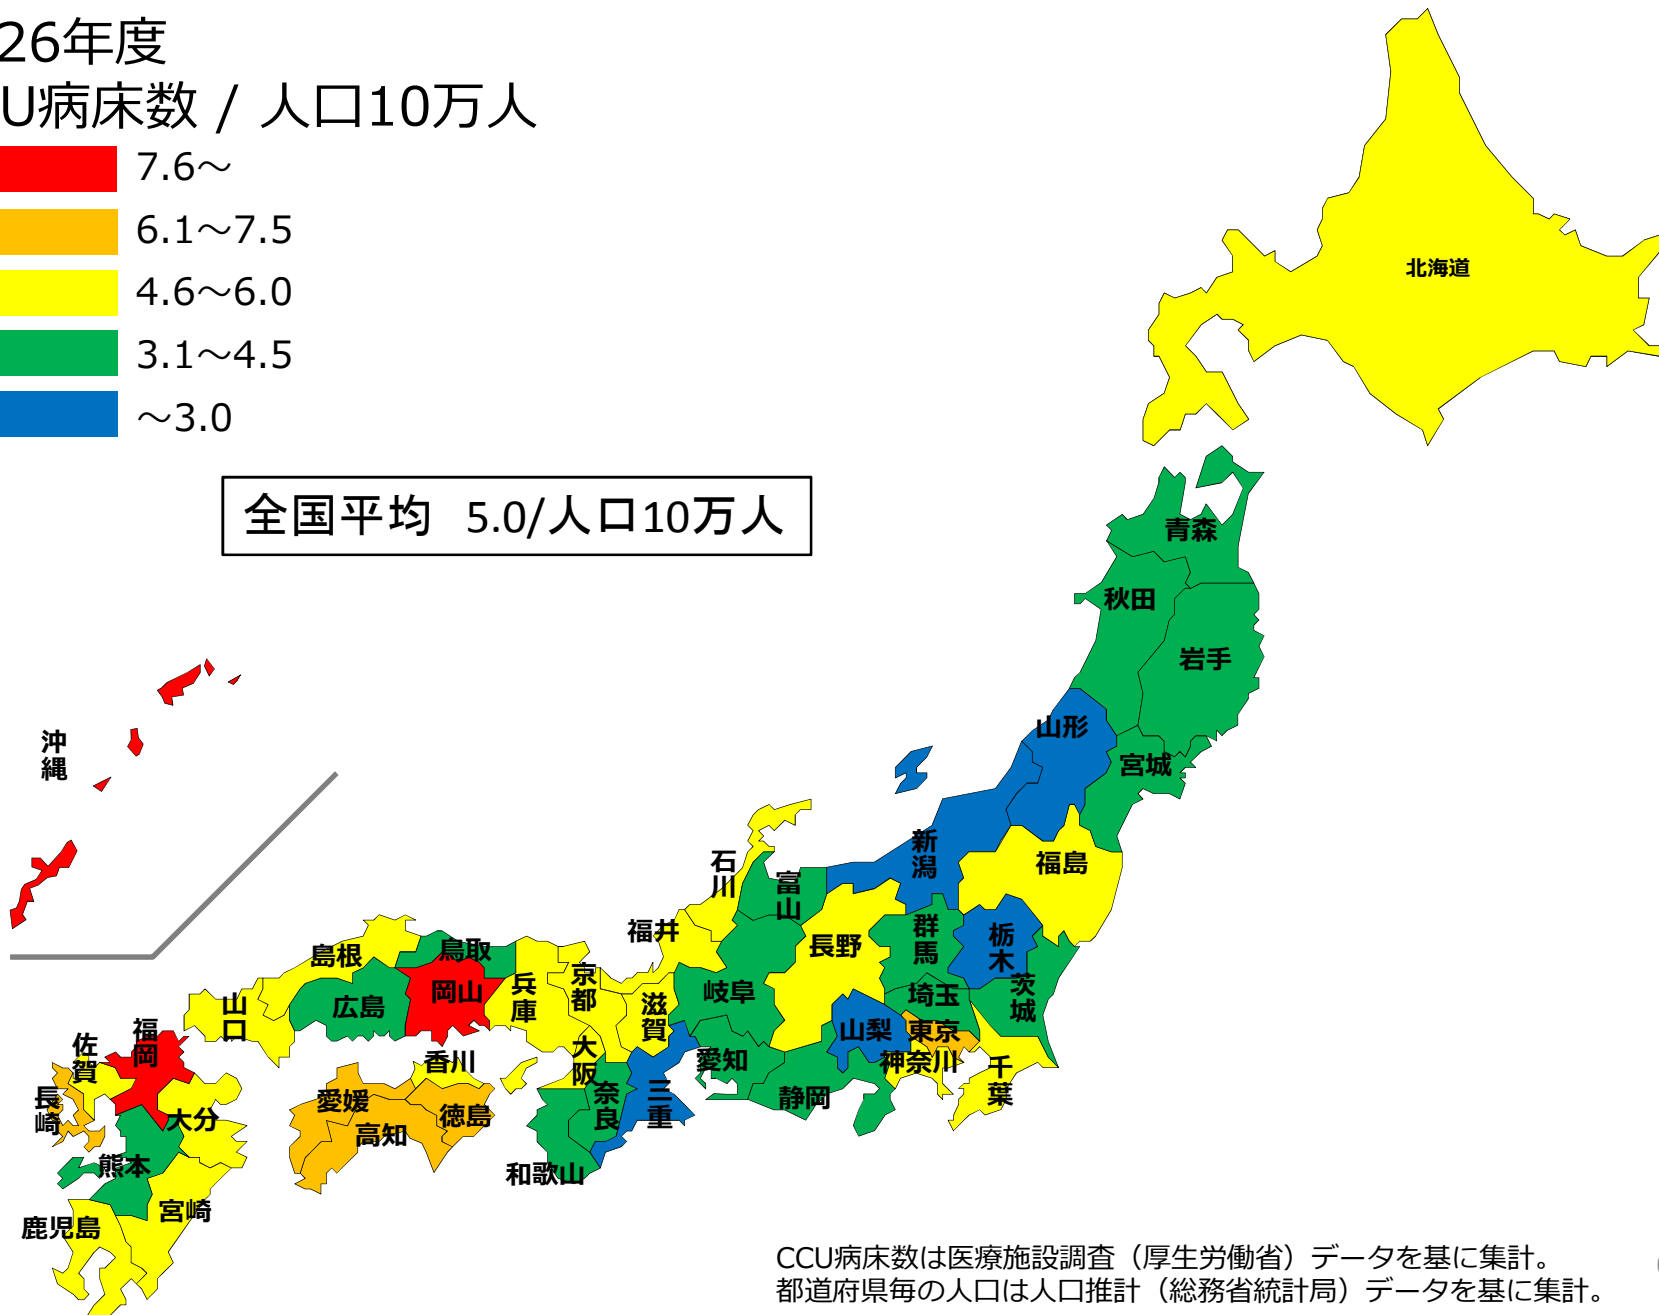 26年度
U病床数 / 人口10万人
7.6～
6.1～7.5
4.6～6.0
3.1～4.5
～3.0
全国平均 5.0/人口10万人
北海道
青森
秋田
岩手
山形
宮城
新潟
福島
石川
富山
福井
長野
群馬
栃木
茨城
埼玉
岐阜
山梨
東京
神奈川
千葉
愛知
静岡
三重
滋賀
京都
兵庫
大阪
奈良
和歌山
鳥取
島根
岡山
広島
山口
香川
愛媛
徳島
高知
福岡
佐賀
長崎
大分
熊本
宮崎
鹿児島
沖縄
CCU病床数は医療施設調査（厚生労働省）データを基に集計。
都道府県毎の人口は人口推計（総務省統計局）データを基に集計。